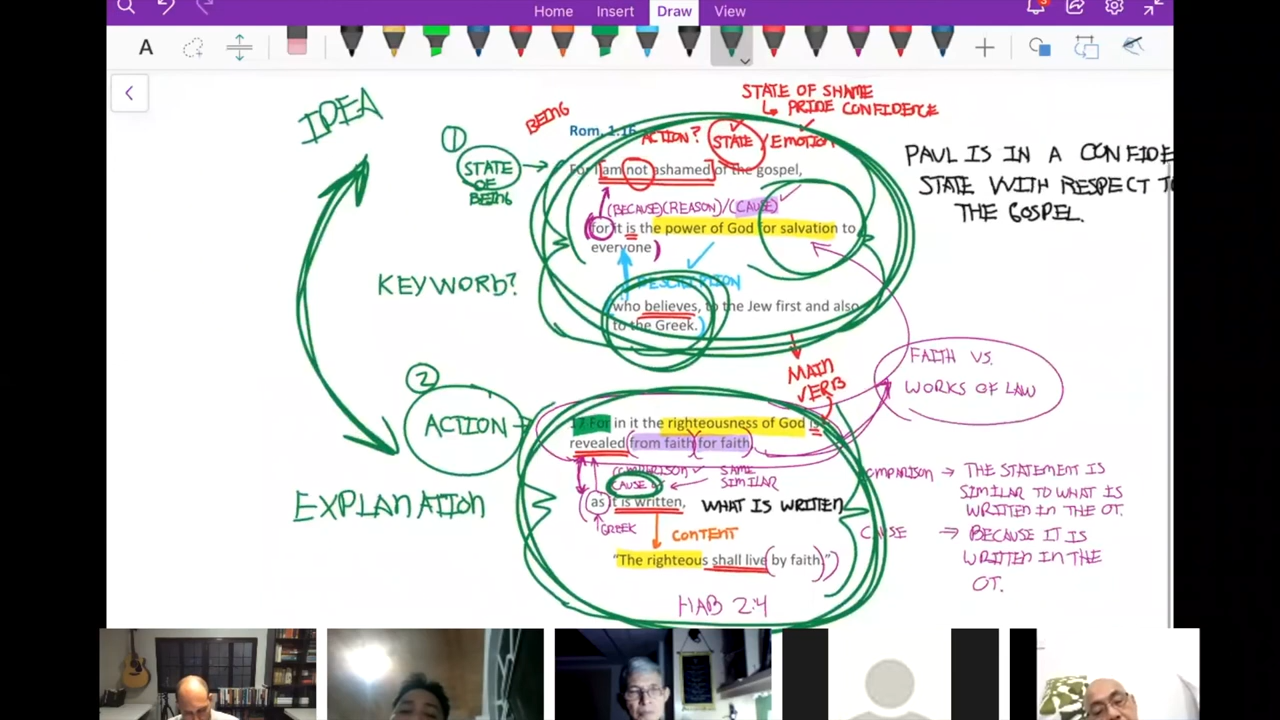 Home Insert Draw View
A
IDEA
STATE OF SHAME
↳ PRIDE CONFIDENCE
BEING
Rom. 1.16
ACTION? STATE / EMOTION
①
STATE OF BEING
For I [am not ashamed] of the gospel,
PAUL IS IN A CONFIDE
STATE WITH RESPECT T
THE GOSPEL.
(BECAUSE)(REASON)/(CAUSE)
(for it is the power of God for salvation to
everyone)
KEYWORD?
DESCRIPTION
who believes, to the Jew first and also
to the Greek.)
MAIN VERB
FAITH VS.
WORKS OF LAW
②
ACTION
17 For in it the righteousness of God is
revealed (from faith)(for faith)
COMPARISON SAME
CAUSE SIMILAR
(as it is written, WHAT IS WRITTEN
GREEK
CONTENT
EXPLANATION
"The righteous shall live (by faith.")
HAB 2:4
OMPARISON → THE STATEMENT IS
SIMILAR TO WHAT IS
WRITTEN IN THE OT.
CAUSE → BECAUSE IT IS
WRITTEN IN THE
OT.